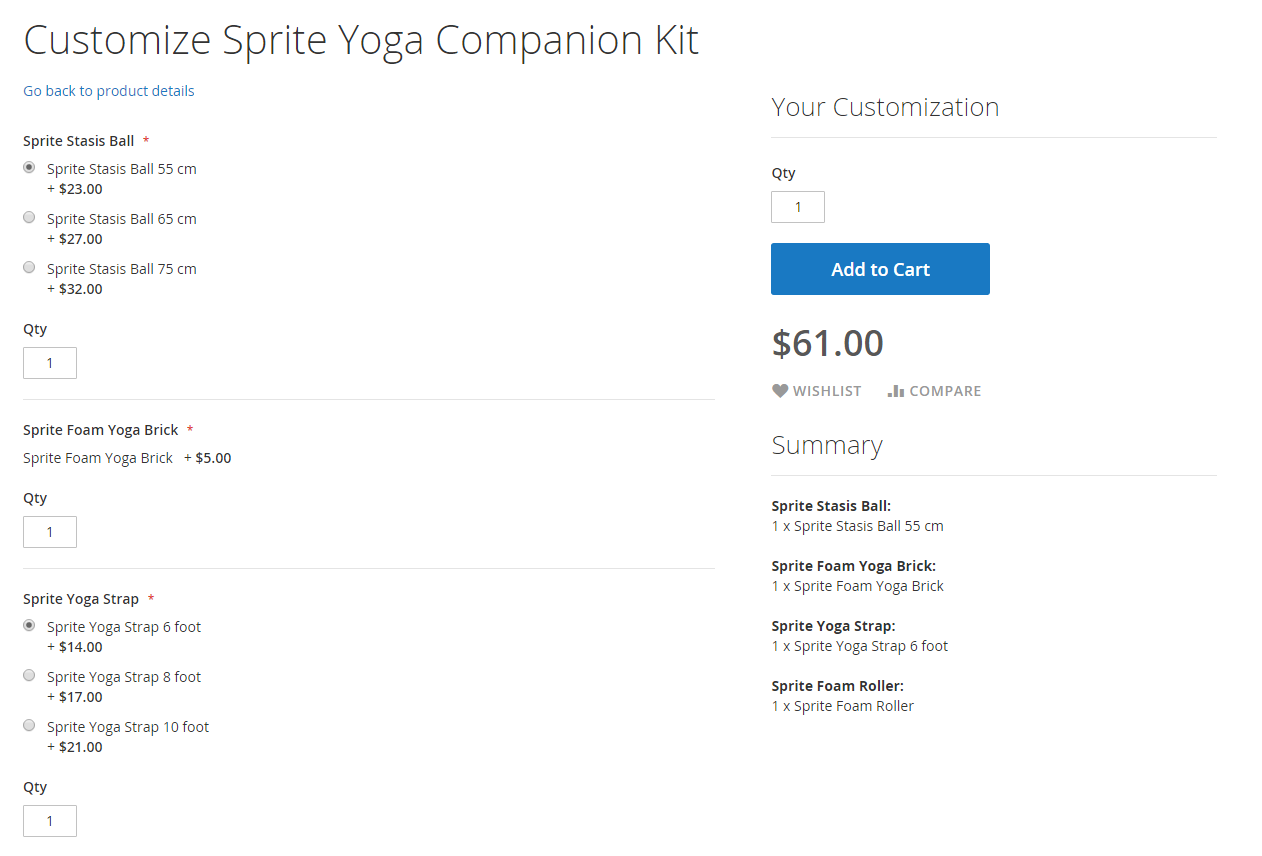 Customize Sprite Yoga Companion Kit
Go back to product details
Sprite Stasis Ball *
Sprite Stasis Ball 55 cm
+ $23.00
Sprite Stasis Ball 65 cm
+ $27.00
Sprite Stasis Ball 75 cm
+ $32.00
Qty
1
Sprite Foam Yoga Brick *
Sprite Foam Yoga Brick + $5.00
Qty
1
Sprite Yoga Strap *
Sprite Yoga Strap 6 foot
+ $14.00
Sprite Yoga Strap 8 foot
+ $17.00
Sprite Yoga Strap 10 foot
+ $21.00
Qty
1
Your Customization
Qty
1
Add to Cart
$61.00
WISHLIST COMPARE
Summary
Sprite Stasis Ball:
1 x Sprite Stasis Ball 55 cm
Sprite Foam Yoga Brick:
1 x Sprite Foam Yoga Brick
Sprite Yoga Strap:
1 x Sprite Yoga Strap 6 foot
Sprite Foam Roller:
1 x Sprite Foam Roller